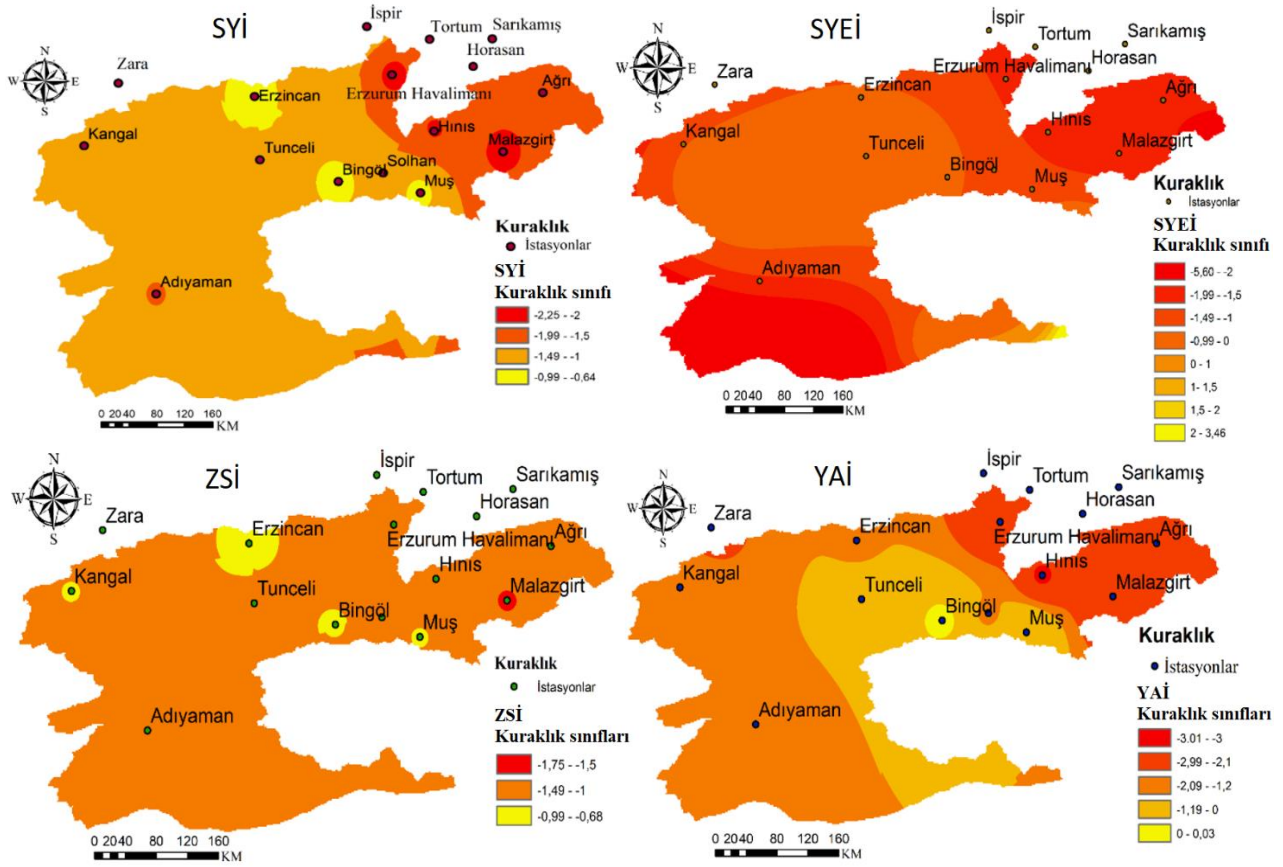 SYİ
N
W
E
S
İspir
Tortum
Sarıkamış
Horasan
Zara
Erzincan
Erzurum Havalimanı
Ağrı
Kangal
Hınıs
Malazgirt
Tunceli
Solhan
Bingöl
Muş
Adıyaman
Kuraklık
İstasyonlar
SYİ
Kuraklık sınıfı
-2,25 - -2
-1,99 - -1,5
-1,49 - -1
-0,99 - -0,64
0 2040 80 120 160
KM
SYEİ
N
W
E
S
İspir
Tortum
Sarıkamış
Horasan
Zara
Erzincan
Erzurum Havalimanı
Ağrı
Kangal
Hınıs
Malazgirt
Tunceli
Bingöl
Muş
Adıyaman
Kuraklık
İstasyonlar
SYEİ
Kuraklık sınıfı
-5,60 - -2
-1,99 - -1,5
-1,49 - -1
-0,99 - 0
0 - 1
1- 1,5
1,5 - 2
2 - 3,46
0 2040 80 120 160
KM
ZSİ
N
W
E
S
İspir
Tortum
Sarıkamış
Horasan
Zara
Erzincan
Erzurum Havalimanı
Ağrı
Kangal
Hınıs
Malazgirt
Tunceli
Bingöl
Muş
Adıyaman
Kuraklık
İstasyonlar
ZSİ
Kuraklık sınıfları
-1,75 - -1,5
-1,49 - -1
-0,99 - -0,68
0 2040 80 120 160
KM
YAİ
N
W
E
S
İspir
Tortum
Sarıkamış
Horasan
Zara
Erzincan
Erzurum Havalimanı
Ağrı
Kangal
Hınıs
Malazgirt
Tunceli
Bingöl
Muş
Adıyaman
Kuraklık
İstasyonlar
YAİ
Kuraklık sınıfları
-3.01 - -3
-2,99 - -2,1
-2,09 - -1,2
-1,19 - 0
0 - 0,03
0 2040 80 120 160
KM